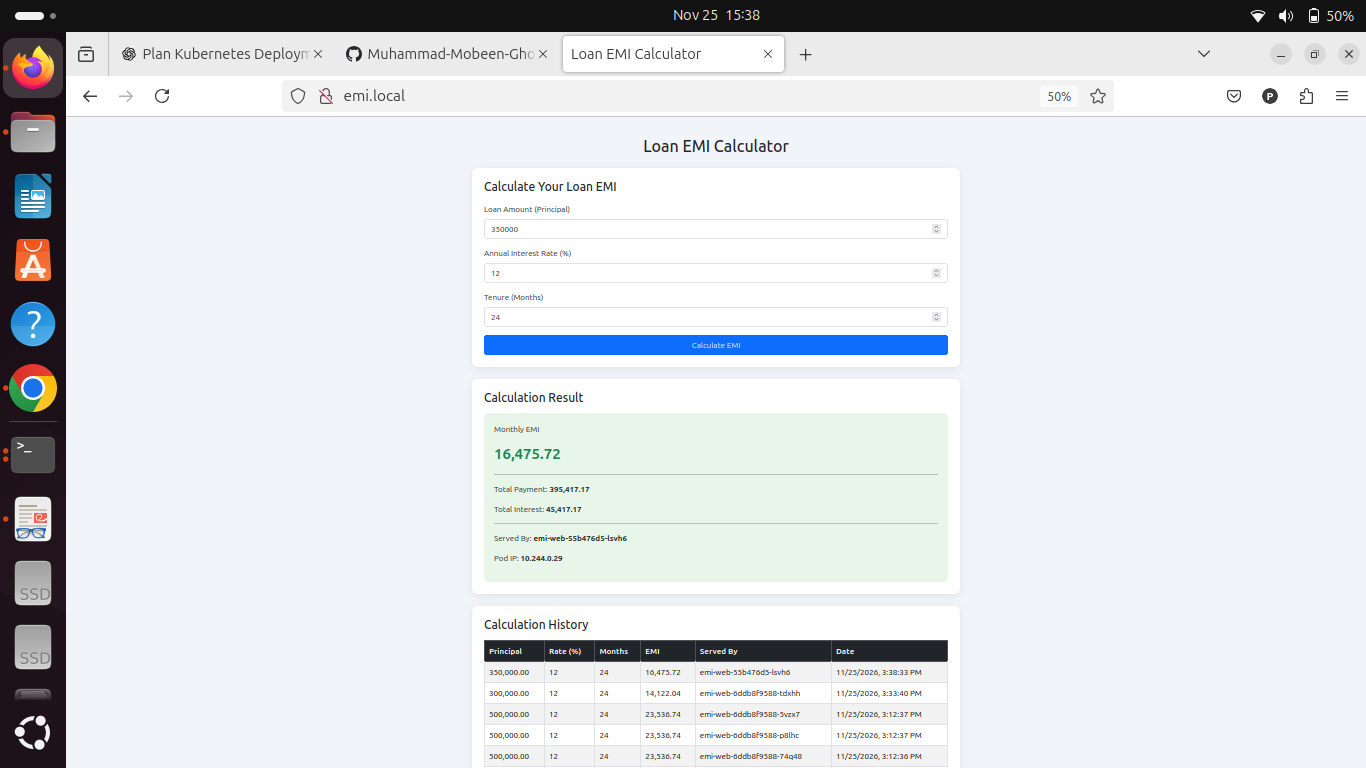 Nov 25 15:38
50%
Plan Kubernetes Deploym
Muhammad-Mobeen-Gho
Loan EMI Calculator
emi.local
50%
P
Loan EMI Calculator
Calculate Your Loan EMI
Loan Amount (Principal)
350000
Annual Interest Rate (%)
12
Tenure (Months)
24
Calculate EMI
Calculation Result
Monthly EMI
16,475.72
Total Payment: 395,417.17
Total Interest: 45,417.17
Served By: emi-web-55b476d5-lsvh6
Pod IP: 10.244.0.29
Calculation History
Principal Rate (%) Months EMI Served By Date
350,000.00 12 24 16,475.72 emi-web-55b476d5-lsvh6 11/25/2026, 3:38:33 PM
300,000.00 12 24 14,122.04 emi-web-6ddb8f9588-tdxhh 11/25/2026, 3:33:40 PM
500,000.00 12 24 23,536.74 emi-web-6ddb8f9588-5vzx7 11/25/2026, 3:12:37 PM
500,000.00 12 24 23,536.74 emi-web-6ddb8f9588-p8lhc 11/25/2026, 3:12:37 PM
500,000.00 12 24 23,536.74 emi-web-6ddb8f9588-74q48 11/25/2026, 3:12:36 PM
A
?
>_
SSD
SSD